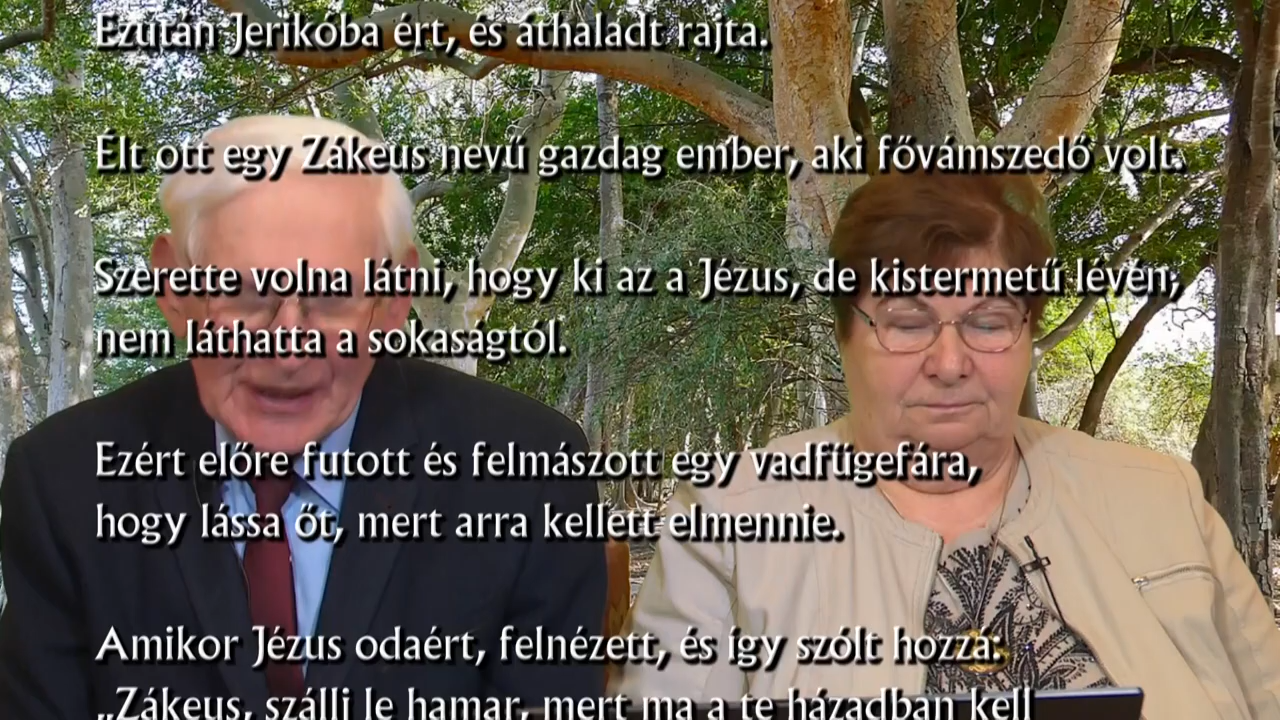 Ezután Jerikóba ért, és áthaladt rajta.
Élt ott egy Zákeus nevű gazdag ember, aki fővámszedő volt.
Szerette volna látni, hogy ki az a Jézus, de kistermetű lévén,
nem láthatta a sokaságtól.
Ezért előre futott és felmászott egy vadfügefára,
hogy lássa őt, mert arra kellett elmennie.
Amikor Jézus odaért, felnézett, és így szólt hozzá:
„Zákeus, szállj le hamar, mert ma a te házadban kell